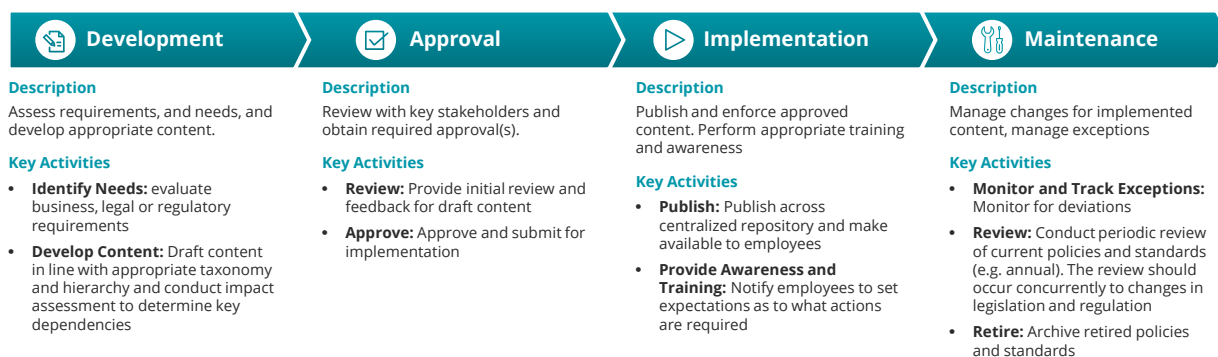 Development
Approval
Implementation
Maintenance
Description
Assess requirements, and needs, and
develop appropriate content.
Key Activities
• Identify Needs: evaluate
business, legal or regulatory
requirements
• Develop Content: Draft content
in line with appropriate taxonomy
and hierarchy and conduct impact
assessment to determine key
dependencies
Description
Review with key stakeholders and
obtain required approval(s).
Key Activities
• Review: Provide initial review and
feedback for draft content
• Approve: Approve and submit for
implementation
Description
Publish and enforce approved
content. Perform appropriate training
and awareness
Key Activities
• Publish: Publish across
centralized repository and make
available to employees
• Provide Awareness and
Training: Notify employees to set
expectations as to what actions
are required
Description
Manage changes for implemented
content, manage exceptions
Key Activities
• Monitor and Track Exceptions:
Monitor for deviations
• Review: Conduct periodic review
of current policies and standards
(e.g. annual). The review should
occur concurrently to changes in
legislation and regulation
• Retire: Archive retired policies
and standards